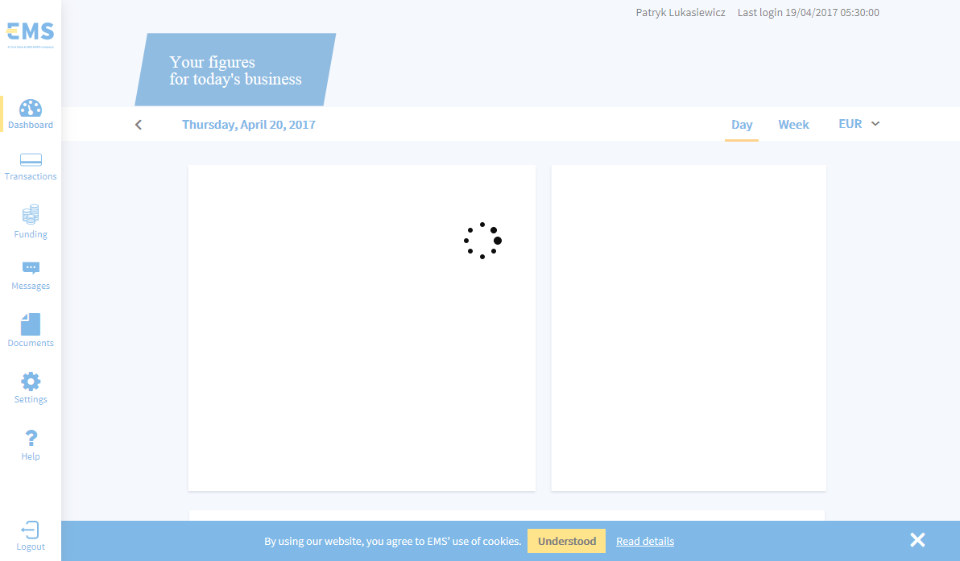 Patryk Lukasiewicz Last login 19/04/2017 05:30:00
EMS
Your figures
for today's business
Thursday, April 20, 2017
Day Week EUR
Dashboard
Transactions
Funding
Messages
Documents
Settings
Help
Logout
By using our website, you agree to EMS' use of cookies. Understood Read details